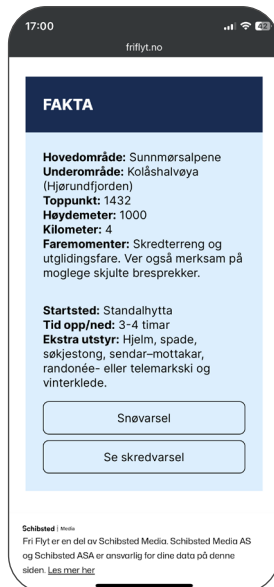 17:00
42
friflyt.no
FAKTA
Hovedområde: Sunnmørsalpene
Underområde: Kolåshalvøya
(Hjørundfjorden)
Toppunkt: 1432
Høydemeter: 1000
Kilometer: 4
Faremomenter: Skredterreng og
utglidingsfare. Ver også merksam på
moglege skjulte bresprekker.
Startsted: Standalhytta
Tid opp/ned: 3-4 timar
Ekstra utstyr: Hjelm, spade,
søkjestong, sendar–mottakar,
randonée- eller telemarkski og
vinterklede.
Snøvarsel
Se skredvarsel
Schibsted | Media
Fri Flyt er en del av Schibsted Media. Schibsted Media AS
og Schibsted ASA er ansvarlig for dine data på denne
siden. Les mer her